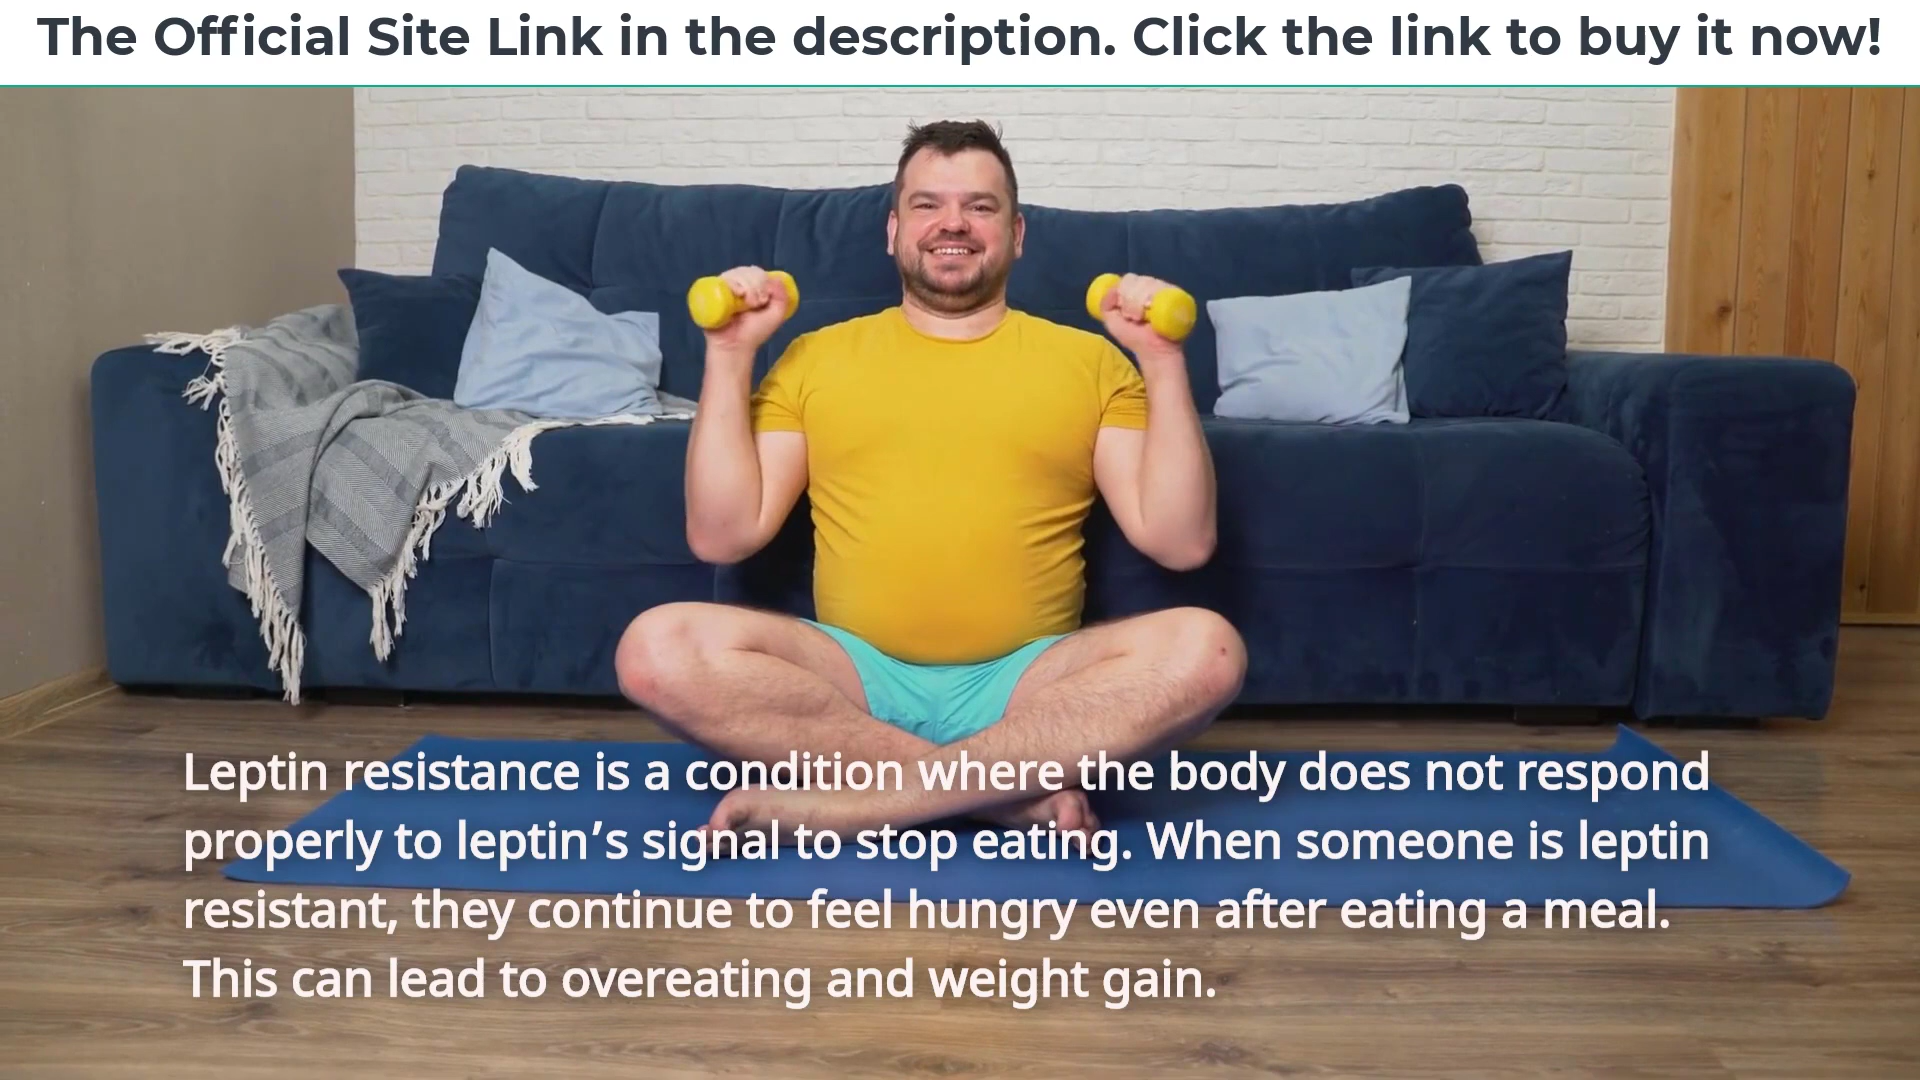 The Official Site Link in the description. Click the link to buy it now!
Leptin resistance is a condition where the body does not respond
properly to leptin’s signal to stop eating. When someone is leptin
resistant, they continue to feel hungry even after eating a meal.
This can lead to overeating and weight gain.